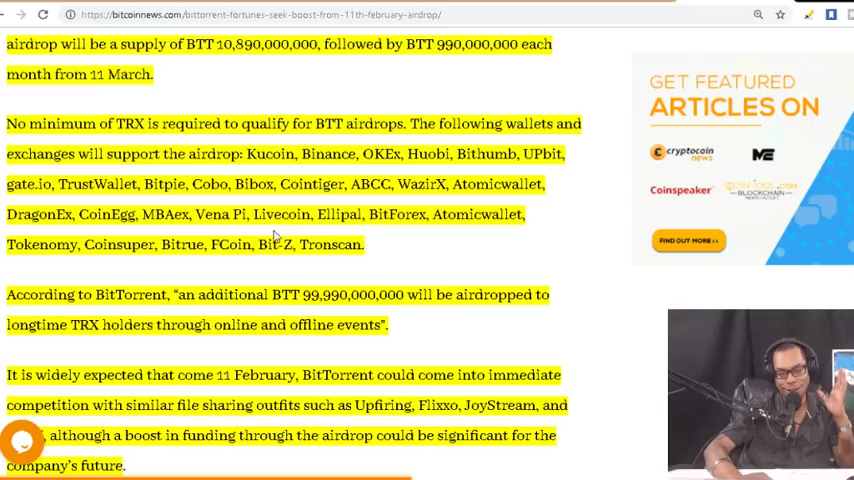 https://bitcoinnews.com/bittorrent-fortunes-seek-boost-from-11th-february-airdrop/
airdrop will be a supply of BTT 10,890,000,000, followed by BTT 990,000,000 each
month from 11 March.
No minimum of TRX is required to qualify for BTT airdrops. The following wallets and
exchanges will support the airdrop: Kucoin, Binance, OKEx, Huobi, Bithumb, UPbit,
gate.io, TrustWallet, Bitpie, Cobo, Bibox, Cointiger, ABCC, WazirX, Atomicwallet,
DragonEx, CoinEgg, MBAex, Vena Pi, Livecoin, Ellipal, BitForex, Atomicwallet,
Tokenomy, Coinsuper, Bitrue, FCoin, Bit-Z, Tronscan.
According to BitTorrent, “an additional BTT 99,990,000,000 will be airdropped to
longtime TRX holders through online and offline events”.
It is widely expected that come 11 February, BitTorrent could come into immediate
competition with similar file sharing outfits such as Upfiring, Flixxo, JoyStream, and
, although a boost in funding through the airdrop could be significant for the
company’s future.
GET FEATURED
ARTICLES ON
cryptocoin
news
ME
Coinspeaker
BLOCKCHAIN
FIND OUT MORE >>